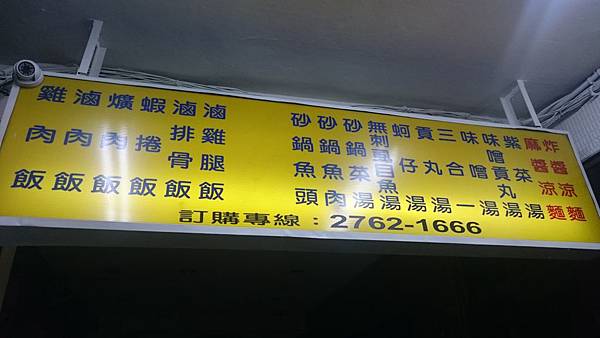 雞肉飯
滷肉飯
爌肉飯
蝦捲飯
滷排骨飯
滷雞腿飯
砂鍋魚頭
砂鍋魚肉
砂鍋菜湯
無刺虱目魚湯
蚵仔湯
貢丸湯
三合一
味噌湯
味噌貢丸湯
紫菜湯
麻醬涼麵
炸醬涼麵
訂購專線：2762-1666